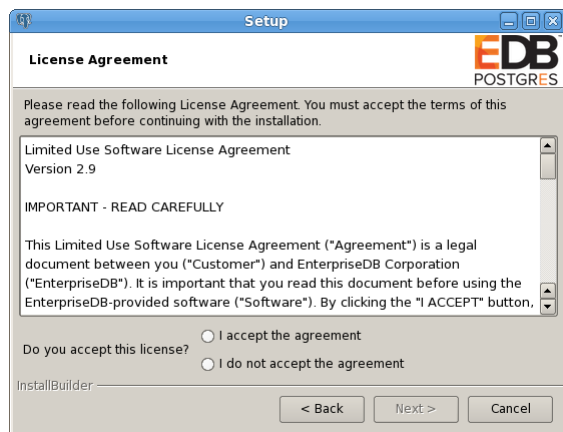 Setup
License Agreement
EDB
POSTGRES
Please read the following License Agreement. You must accept the terms of this
agreement before continuing with the installation.
Limited Use Software License Agreement
Version 2.9
IMPORTANT - READ CAREFULLY
This Limited Use Software License Agreement ("Agreement") is a legal
document between you ("Customer") and EnterpriseDB Corporation
("EnterpriseDB"). It is important that you read this document before using the
EnterpriseDB-provided software ("Software"). By clicking the "I ACCEPT" button,
Do you accept this license?
I accept the agreement
I do not accept the agreement
InstallBuilder
< Back
Next >
Cancel